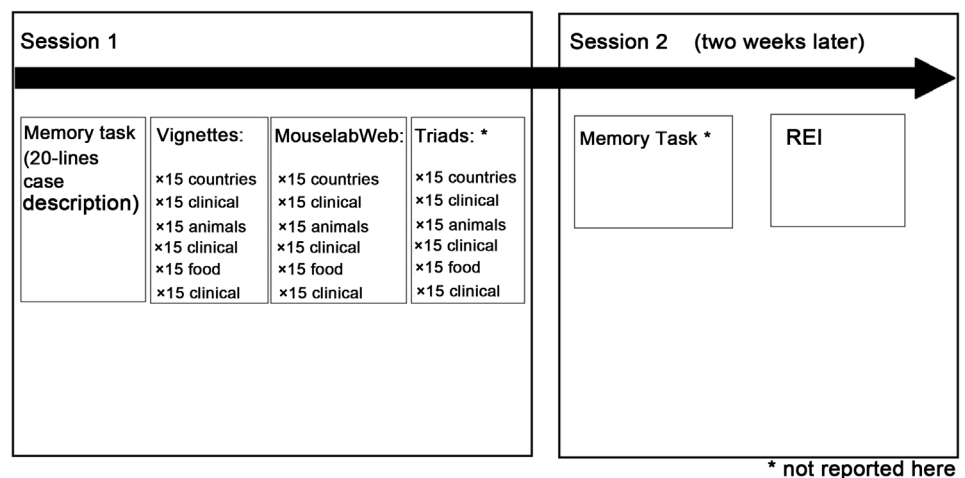 Session 1
Session 2 (two weeks later)
Memory task
(20-lines
case
description)
Vignettes:
×15 countries
×15 clinical
×15 animals
×15 clinical
×15 food
×15 clinical
MouselabWeb:
×15 countries
×15 clinical
×15 animals
×15 clinical
×15 food
×15 clinical
Triads: *
×15 countries
×15 clinical
×15 animals
×15 clinical
×15 food
×15 clinical
Memory Task *
REI
* not reported here